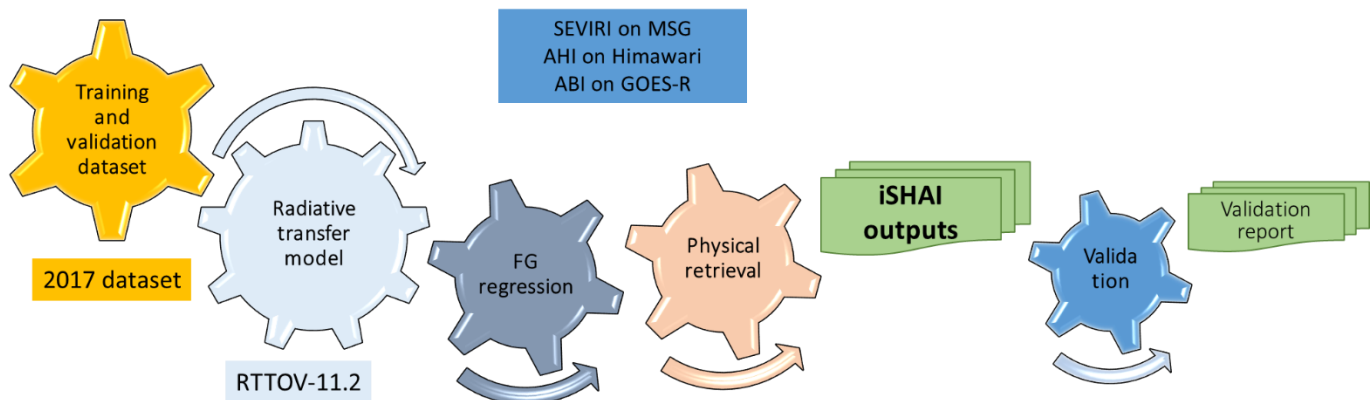 SEVIRI on MSG
AHI on Himawari
ABI on GOES-R
Training
and
validation
dataset
2017 dataset
Radiative
transfer
model
RTTOV-11.2
FG
regression
Physical
retrieval
iSHAI
outputs
Valida
tion
Validation
report